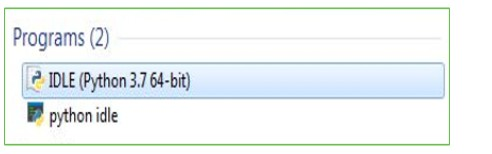 Programs (2)
IDLE (Python 3.7 64-bit)
python idle